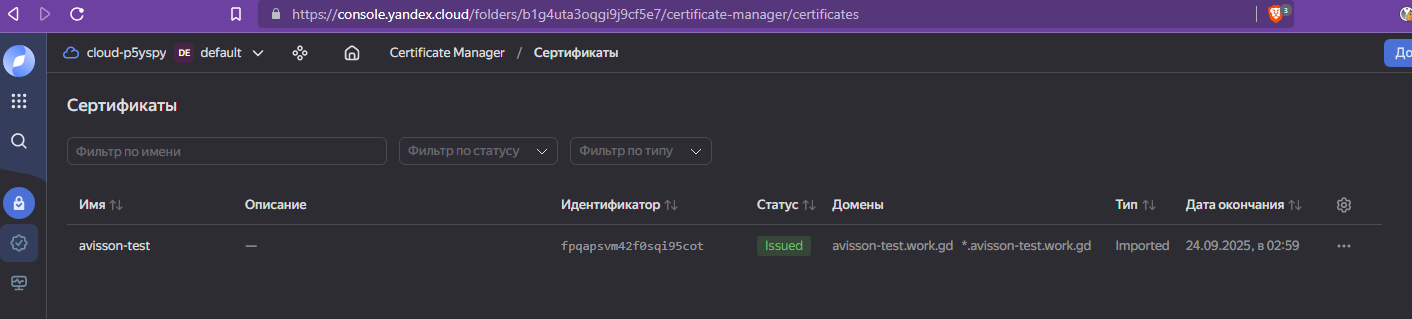 https://console.yandex.cloud/folders/b1g4uta3oqgi9j9cf5e7/certificate-manager/certificates
3
cloud-p5yspy DE default Certificate Manager / Сертификаты До
Сертификаты
Фильтр по имени Фильтр по статусу Фильтр по типу
Имя Описание Идентификатор Статус Домены Тип Дата окончания
avisson-test — fpqapsvm42f0sqi95cot Issued avisson-test.work.gd *.avisson-test.work.gd Imported 24.09.2025, в 02:59